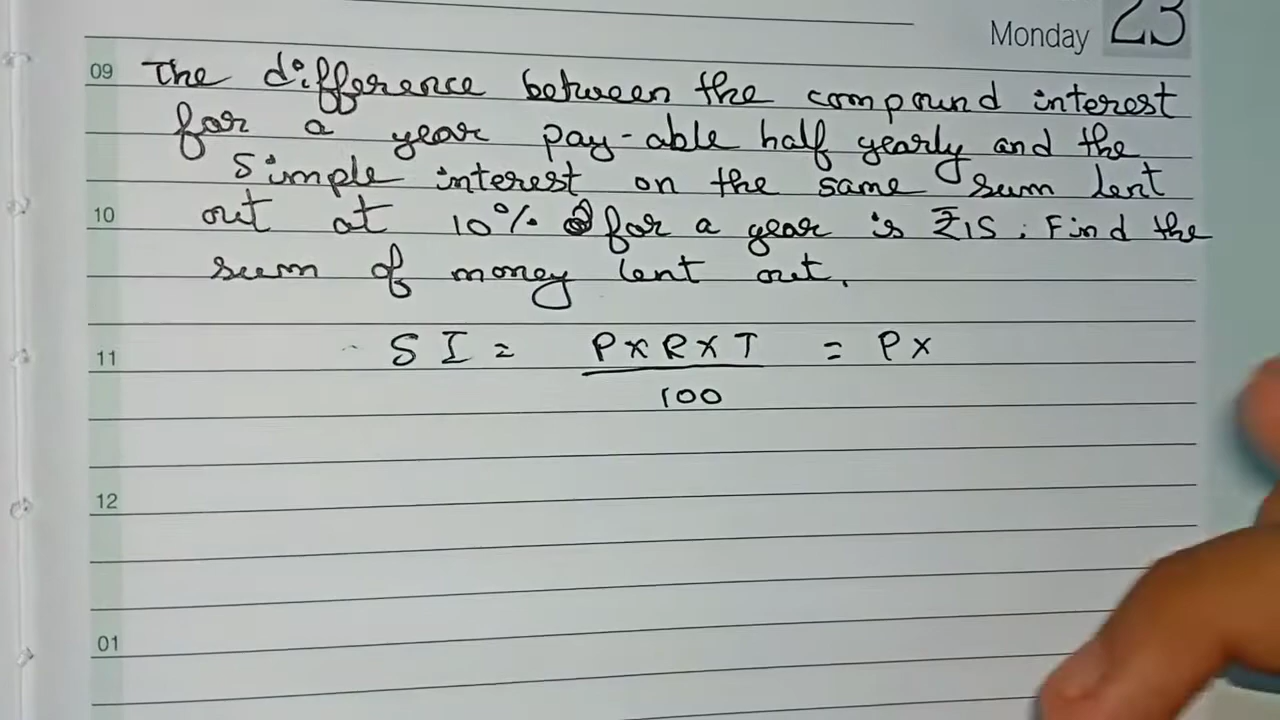 Monday 23
09 The difference between the compound interest
for a year pay-able half yearly and the
Simple interest on the same sum lent
10 out at 10% for a year is ₹15. Find the
sum of money lent out.
11 SI = P×R×T = P×
100
12
01